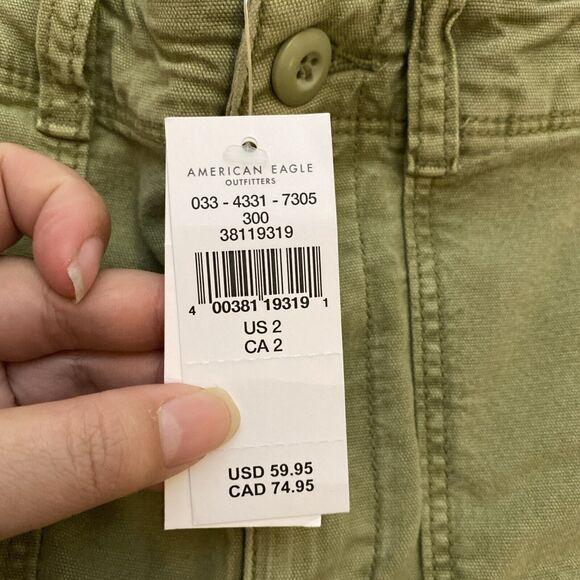 AMERICAN EAGLE
OUTFITTERS
033 - 4331 - 7305
300
38119319
4 00381 19319 1
US 2
CA 2
USD 59.95
CAD 74.95